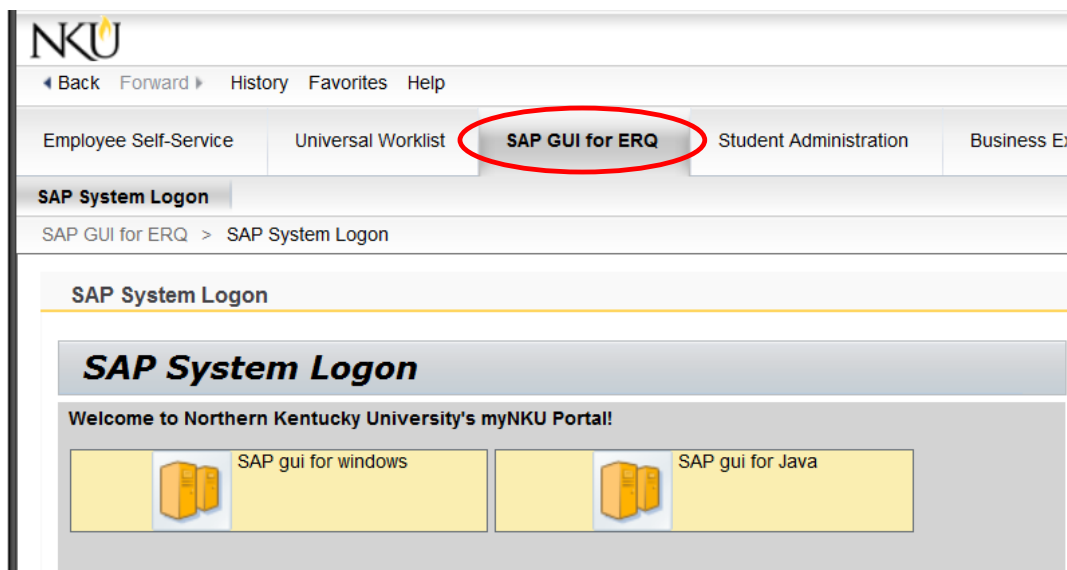 NKU
Back Forward History Favorites Help
Employee Self-Service Universal Worklist SAP GUI for ERQ Student Administration Business Ex
SAP System Logon
SAP GUI for ERQ > SAP System Logon
SAP System Logon
SAP System Logon
Welcome to Northern Kentucky University's myNKU Portal!
SAP gui for windows SAP gui for Java